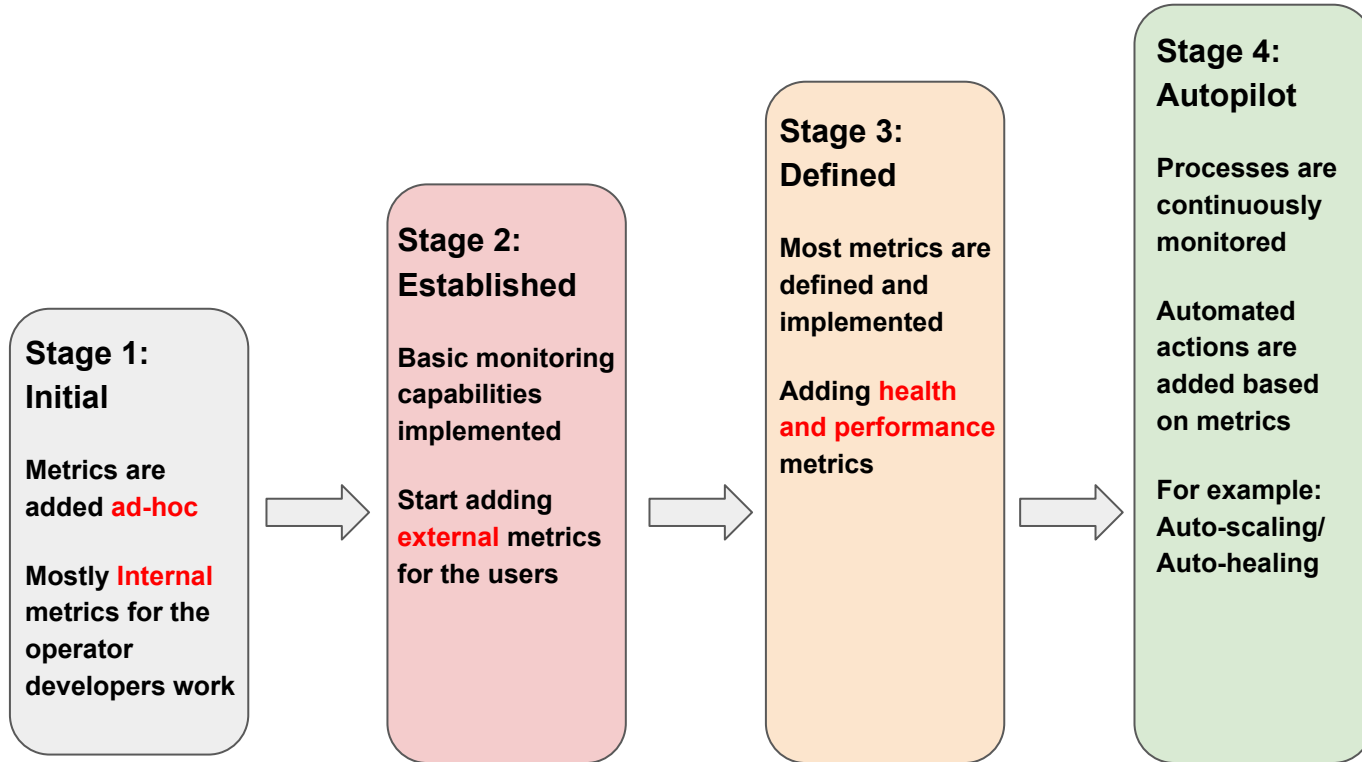 Stage 1:
Initial
Metrics are
added ad-hoc
Mostly Internal
metrics for the
operator
developers work
Stage 2:
Established
Basic monitoring
capabilities
implemented
Start adding
external metrics
for the users
Stage 3:
Defined
Most metrics are
defined and
implemented
Adding health
and performance
metrics
Stage 4:
Autopilot
Processes are
continuously
monitored
Automated
actions are
added based
on metrics
For example:
Auto-scaling/
Auto-healing